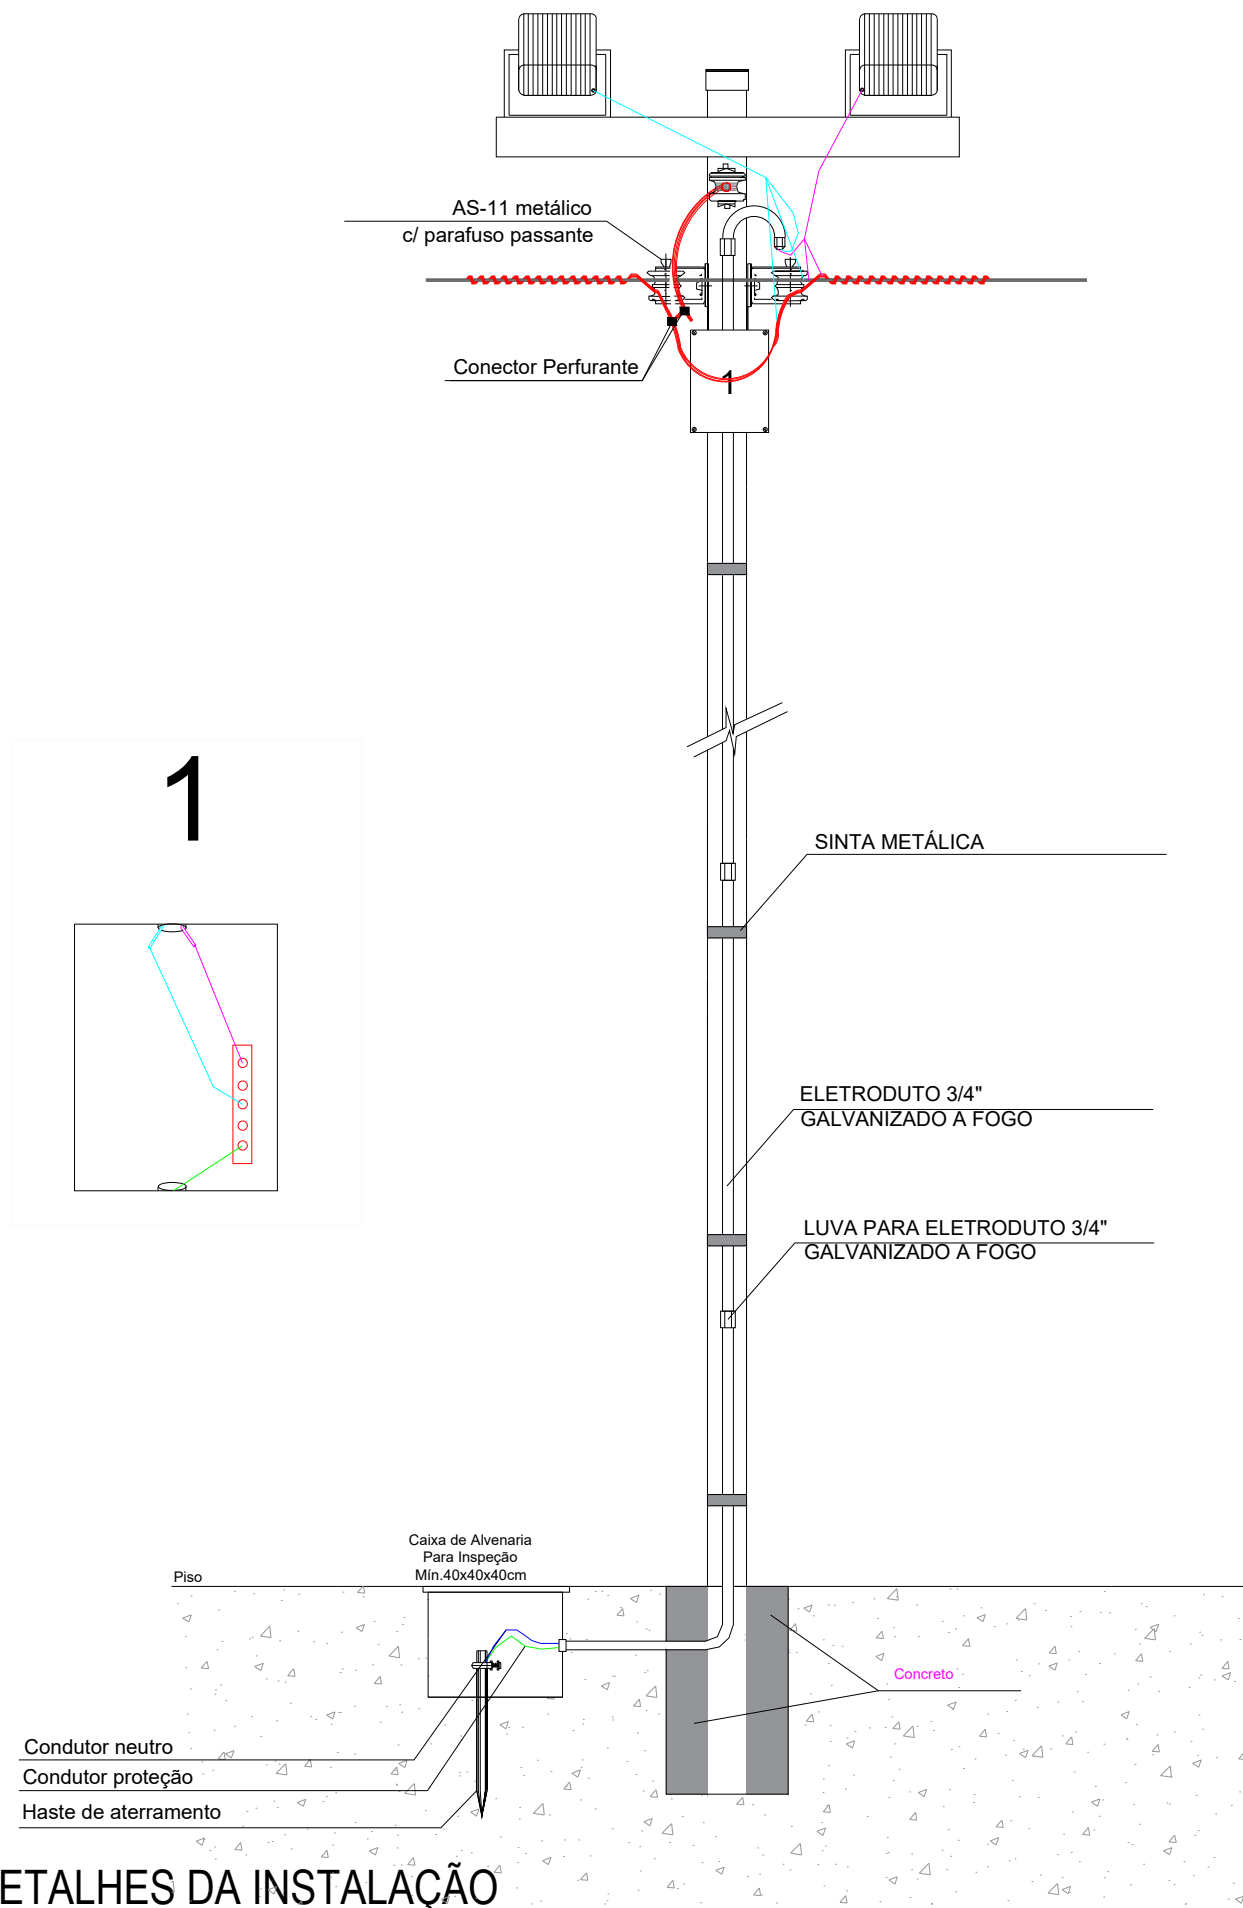 AS-11 metálico
c/ parafuso passante
Conector Perfurante
1
1
SINTA METÁLICA
ELETRODUTO 3/4"
GALVANIZADO A FOGO
LUVA PARA ELETRODUTO 3/4"
GALVANIZADO A FOGO
Caixa de Alvenaria
Para Inspeção
Mín.40x40x40cm
Piso
Concreto
Condutor neutro
Condutor proteção
Haste de aterramento
ETALHES DA INSTALAÇÃO